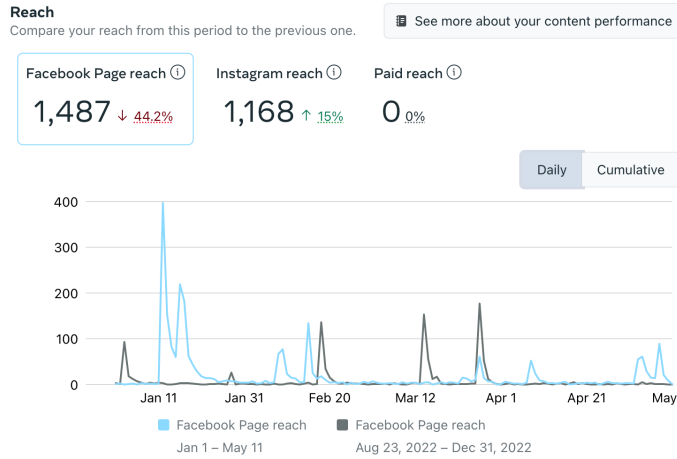 Reach
Compare your reach from this period to the previous one.
See more about your content performance
Facebook Page reach
1,487 ↓ 44.2%
Instagram reach
1,168 ↑ 15%
Paid reach
0 0%
Daily
Cumulative
400
300
200
100
0
Jan 11 Jan 31 Feb 20 Mar 12 Apr 1 Apr 21 May
Facebook Page reach
Jan 1 – May 11
Facebook Page reach
Aug 23, 2022 – Dec 31, 2022